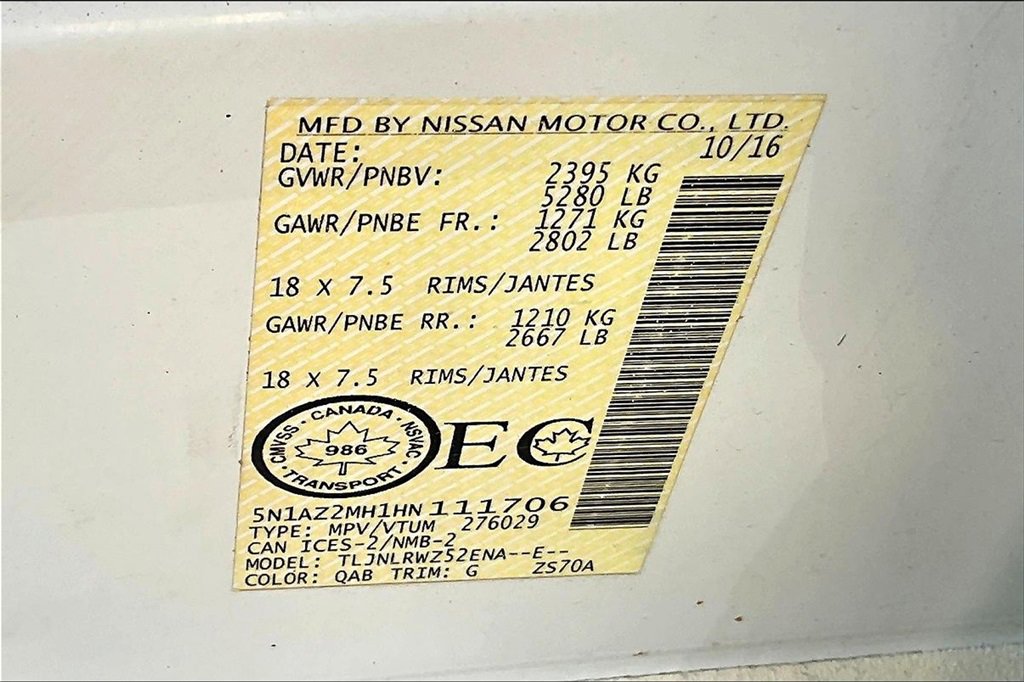 MFD BY NISSAN MOTOR CO., LTD.
DATE: 10/16
GVWR/PNBV: 2395 KG
5280 LB
GAWR/PNBE FR.: 1271 KG
2802 LB
18 X 7.5 RIMS/JANTES
GAWR/PNBE RR.: 1210 KG
2667 LB
18 X 7.5 RIMS/JANTES
CMVSS · CANADA · NSVAC · TRANSPORT ·
986
EC
5N1AZ2MH1HN 111706
TYPE: MPV/VTUM 276029
CAN ICES-2/NMB-2
MODEL: TLJNLRWZ52ENA--E--
COLOR: QAB TRIM: G ZS70A